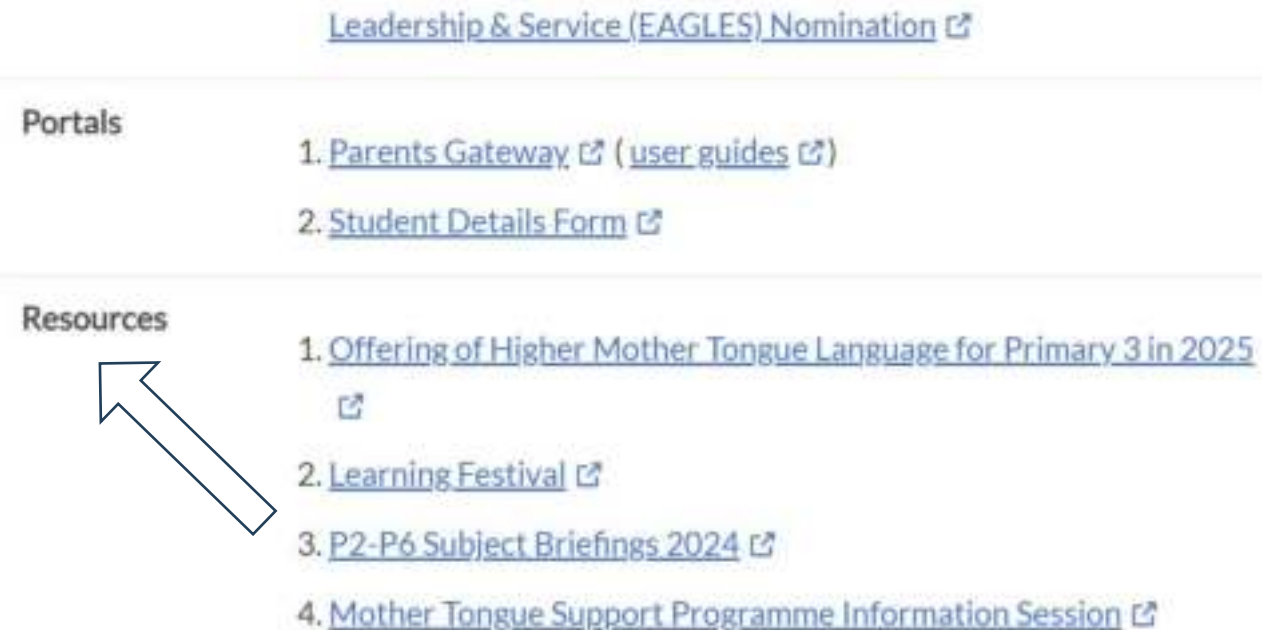 Leadership & Service (EAGLES) Nomination
Portals
1. Parents Gateway ( user guides )
2. Student Details Form
Resources
1. Offering of Higher Mother Tongue Language for Primary 3 in 2025
2. Learning Festival
3. P2-P6 Subject Briefings 2024
4. Mother Tongue Support Programme Information Session